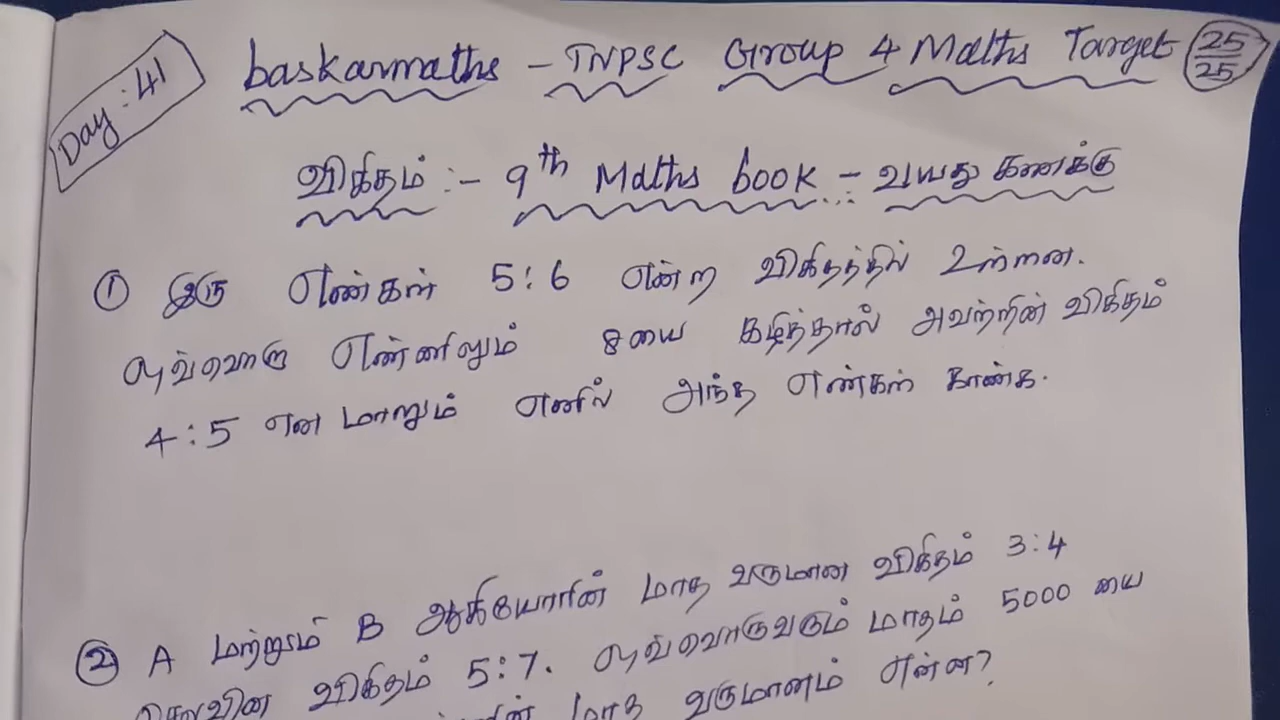 Day : 41
baskarmaths - TNPSC Group 4 Maths Target 25/25
விகிதம் :- 9th Maths book - வயது கணக்கு
① இரு எண்கள் 5 : 6 என்ற விகிதத்தில் உள்ளன.
ஒவ்வொரு எண்ணிலும் 8யை கழித்தால் அவற்றின் விகிதம்
4 : 5 என மாறும் எனில் அந்த எண்கள் காண்க.
② A மற்றும் B ஆகியோரின் மாத வருமான விகிதம் 3 : 4
செலவின விகிதம் 5 : 7. ஒவ்வொருவரும் மாதம் 5000 யை
மாத வருமானம் என்ன?